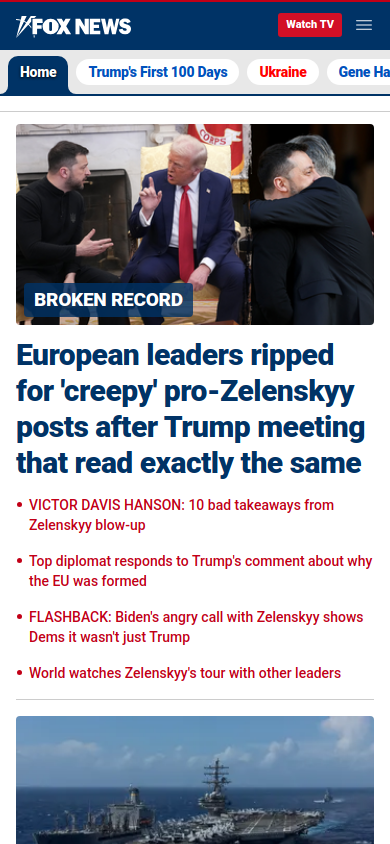 FOX NEWS
Watch TV
Home
Trump's First 100 Days
Ukraine
Gene Ha
CORPS
BROKEN RECORD
European leaders ripped
for 'creepy' pro-Zelenskyy
posts after Trump meeting
that read exactly the same
• VICTOR DAVIS HANSON: 10 bad takeaways from
Zelenskyy blow-up
• Top diplomat responds to Trump's comment about why
the EU was formed
• FLASHBACK: Biden's angry call with Zelenskyy shows
Dems it wasn't just Trump
• World watches Zelenskyy's tour with other leaders